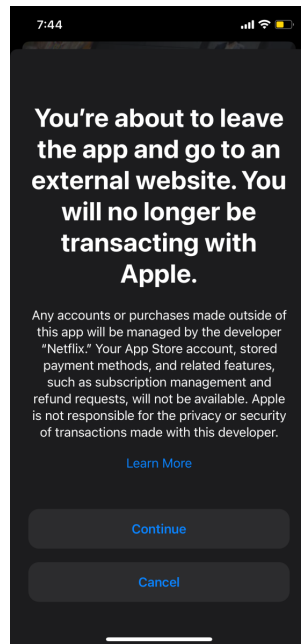 7:44
You’re about to leave
the app and go to an
external website. You
will no longer be
transacting with
Apple.
Any accounts or purchases made outside of
this app will be managed by the developer
“Netflix.” Your App Store account, stored
payment methods, and related features,
such as subscription management and
refund requests, will not be available. Apple
is not responsible for the privacy or security
of transactions made with this developer.
Learn More
Continue
Cancel